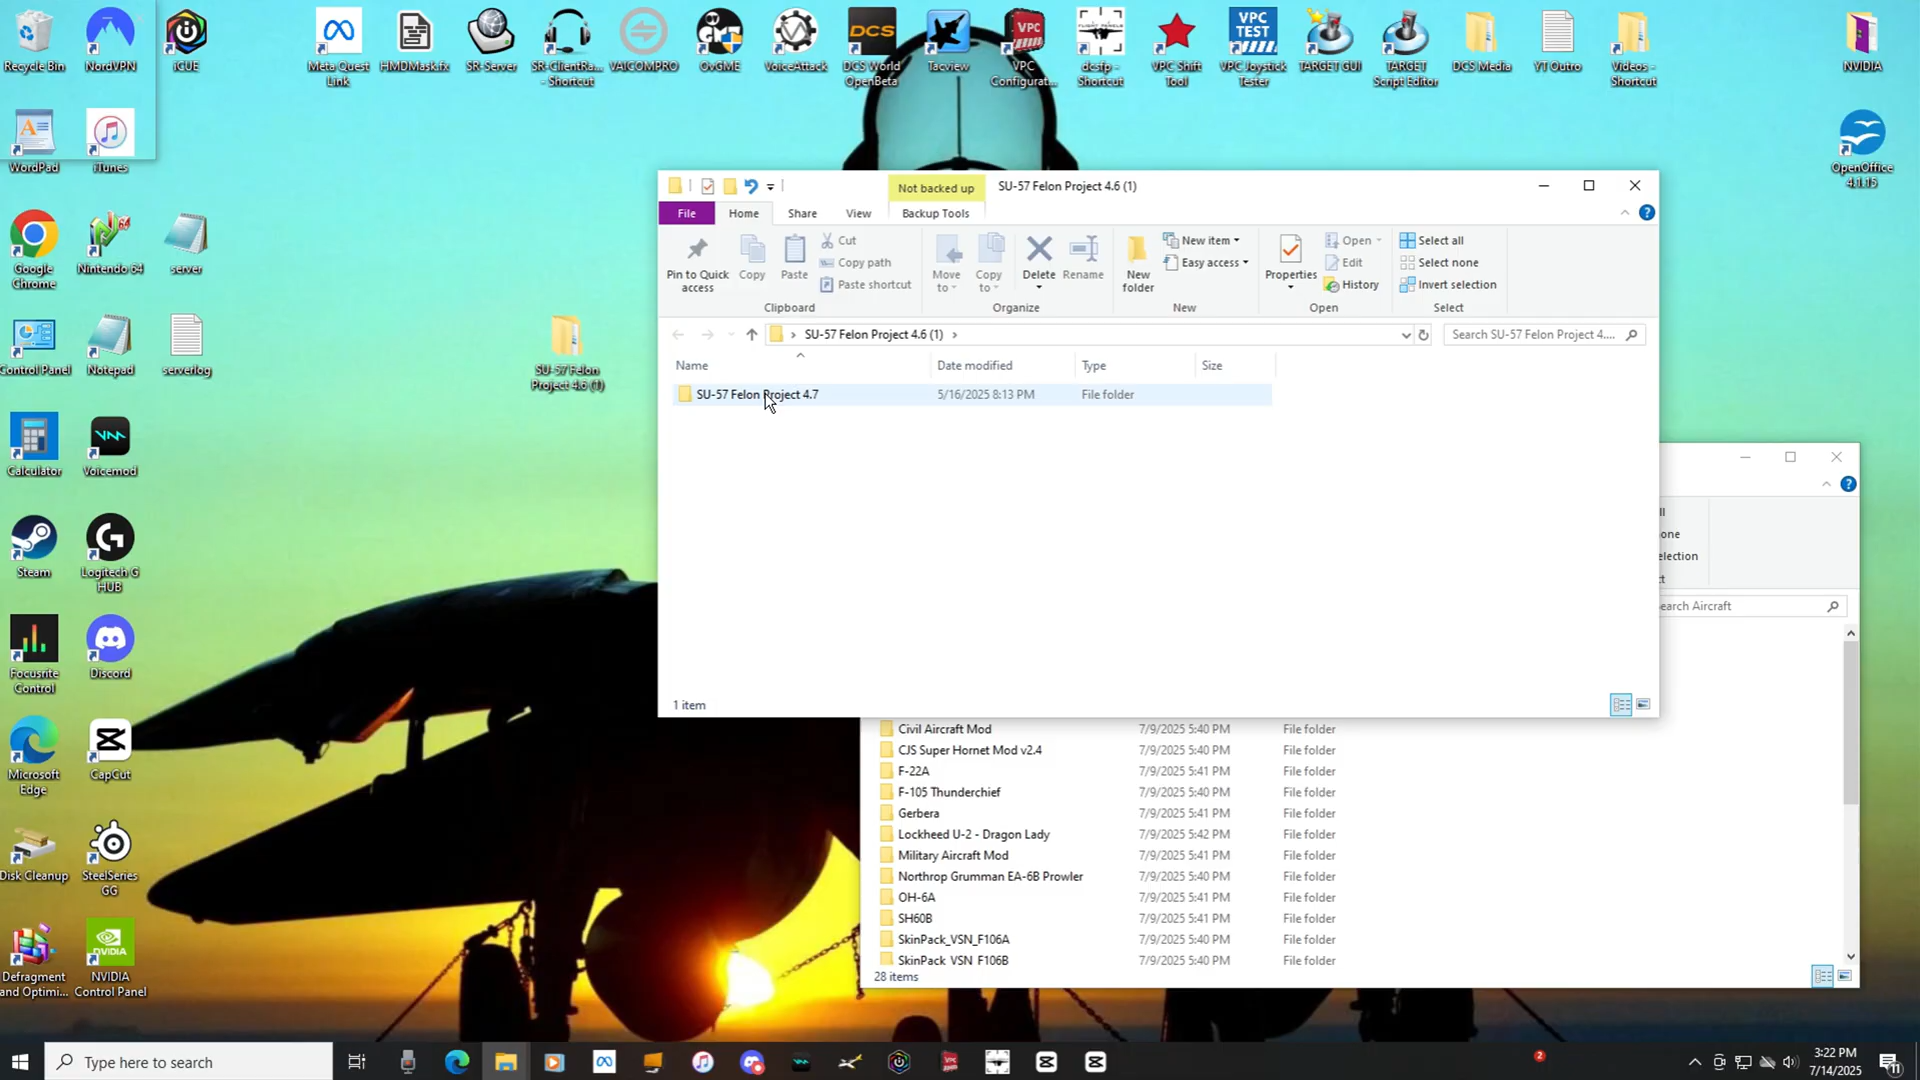 Recycle Bin
NordVPN
iCUE
Meta Quest
Link
HMDMask.fx
SR-Server
SR-ClientRa...
- Shortcut
VAICOMPRO
OvGME
VoiceAttack
DCS
DCS World
OpenBeta
Tacview
VPC
Configurat...
dcsfp -
Shortcut
VPC Shift
Tool
VPC
TEST
VPC Joystick
Tester
TARGET GUI
TARGET
Script Editor
DCS Media
YT Outro
Videos -
Shortcut
NVIDIA
WordPad
iTunes
OpenOffice
4.1.15
Google
Chrome
Nintendo 64
server
Control Panel
Notepad
serverlog
SU-57 Felon
Project 4.6 (1)
Calculator
Voicemod
Steam
Logitech G
HUB
Focusrite
Control
Discord
Microsoft
Edge
CapCut
Disk Cleanup
SteelSeries
GG
Defragment
and Optimi...
NVIDIA
Control Panel
Not backed up
SU-57 Felon Project 4.6 (1)
File
Home
Share
View
Backup Tools
Pin to Quick
access
Copy
Paste
Cut
Copy path
Paste shortcut
Clipboard
Move
to
Copy
to
Delete
Rename
Organize
New
folder
New item
Easy access
New
Properties
Open
Edit
History
Open
Select all
Select none
Invert selection
Select
SU-57 Felon Project 4.6 (1)
Search SU-57 Felon Project 4....
Name
Date modified
Type
Size
SU-57 Felon Project 4.7
5/16/2025 8:13 PM
File folder
1 item
ll
one
election
ct
earch Aircraft
Civil Aircraft Mod 7/9/2025 5:40 PM File folder
CJS Super Hornet Mod v2.4 7/9/2025 5:40 PM File folder
F-22A 7/9/2025 5:41 PM File folder
F-105 Thunderchief 7/9/2025 5:40 PM File folder
Gerbera 7/9/2025 5:41 PM File folder
Lockheed U-2 - Dragon Lady 7/9/2025 5:42 PM File folder
Military Aircraft Mod 7/9/2025 5:41 PM File folder
Northrop Grumman EA-6B Prowler 7/9/2025 5:41 PM File folder
OH-6A 7/9/2025 5:41 PM File folder
SH60B 7/9/2025 5:41 PM File folder
SkinPack_VSN_F106A 7/9/2025 5:40 PM File folder
SkinPack_VSN_F106B 7/9/2025 5:40 PM File folder
28 items
Type here to search
2
3:22 PM
7/14/2025
11